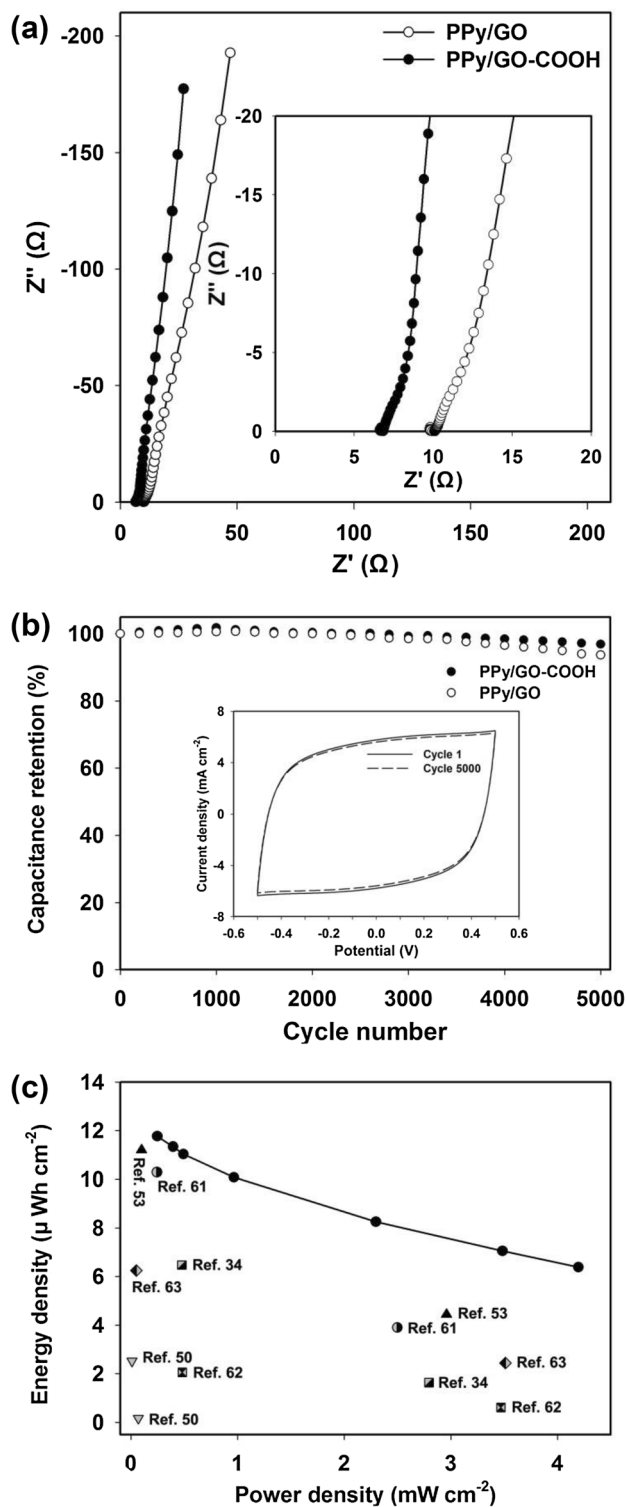 (a)
PPy/GO
PPy/GO-COOH
-200
-150
-100
-50
0
Z'' (Ω)
0
50
100
150
200
Z' (Ω)
-20
-15
-10
-5
0
Z'' (Ω)
0
5
10
15
20
Z' (Ω)
(b)
100
80
60
40
20
0
Capacitance retention (%)
PPy/GO-COOH
PPy/GO
8
4
0
-4
-8
Current density (mA cm-2)
Cycle 1
Cycle 5000
-0.6
-0.4
-0.2
0.0
0.2
0.4
0.6
Potential (V)
0
1000
2000
3000
4000
5000
Cycle number
(c)
14
12
10
8
6
4
2
0
Energy density (µ Wh cm-2)
Ref. 53
Ref. 61
Ref. 34
Ref. 63
Ref. 50
Ref. 62
Ref. 50
Ref. 53
Ref. 61
Ref. 63
Ref. 34
Ref. 62
0
1
2
3
4
Power density (mW cm-2)